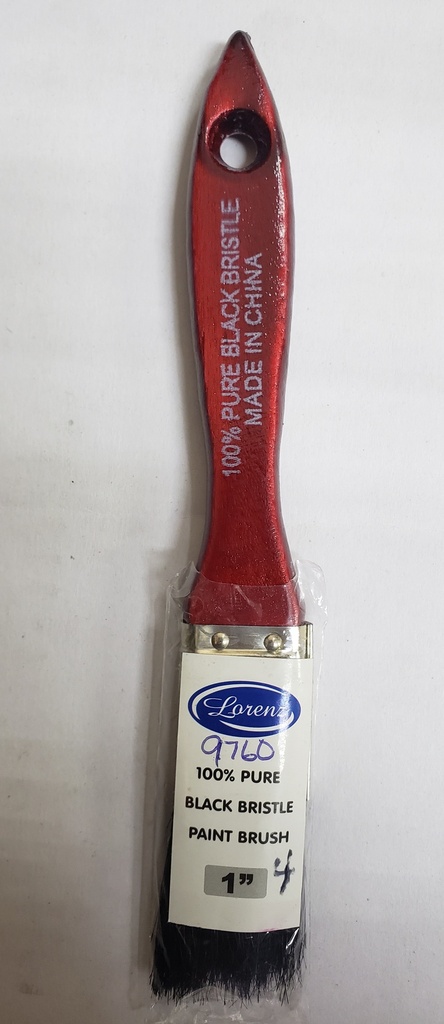 100% PURE BLACK BRISTLE
MADE IN CHINA
Lorenz
9760
100% PURE
BLACK BRISTLE
PAINT BRUSH
1” 4